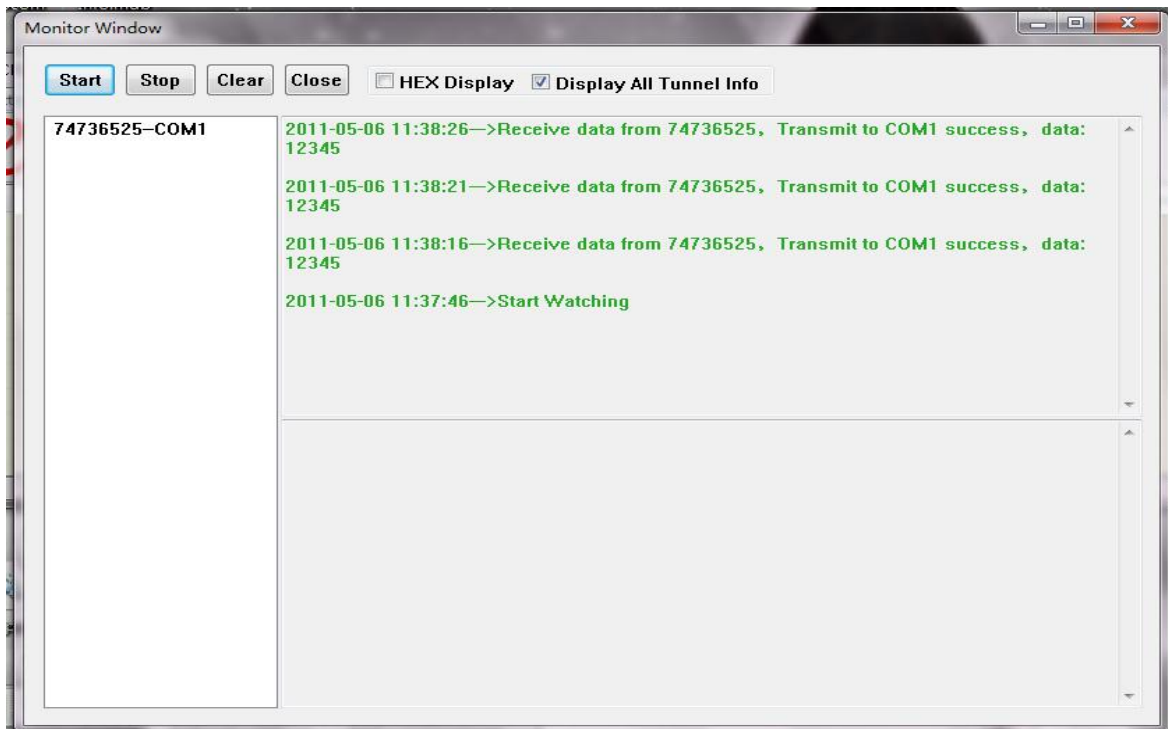 Monitor Window
Start Stop Clear Close HEX Display Display All Tunnel Info
74736525-COM1
2011-05-06 11:38:26-->Receive data from 74736525, Transmit to COM1 success, data:
12345
2011-05-06 11:38:21-->Receive data from 74736525, Transmit to COM1 success, data:
12345
2011-05-06 11:38:16-->Receive data from 74736525, Transmit to COM1 success, data:
12345
2011-05-06 11:37:46-->Start Watching